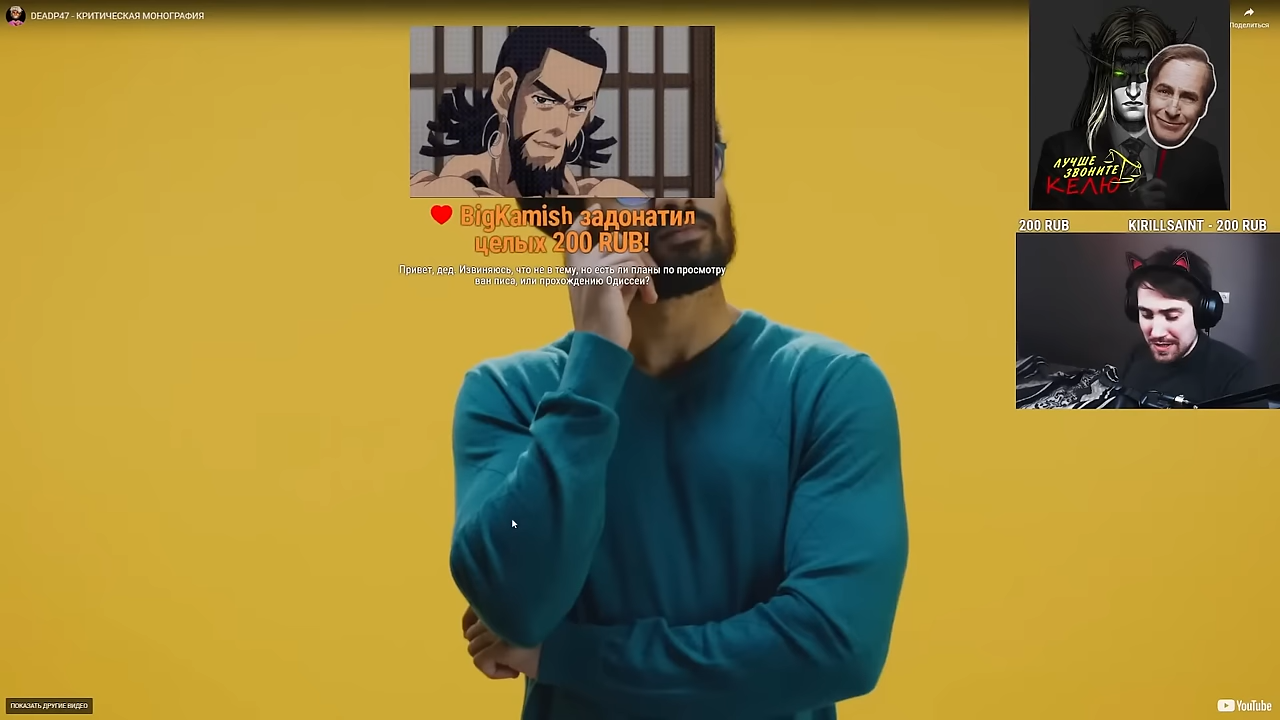 DEADP47 - КРИТИЧЕСКАЯ МОНОГРАФИЯ
Поделиться
ЛУЧШЕ
ЗВОНИТЕ
КЕЛЮ
BigKamish задонатил
целых 200 RUB!
Привет, дед. Извиняюсь, что не в тему, но есть ли планы по просмотру
ван писа, или прохождению Одиссеи?
200 RUB
KIRILLSAINT - 200 RUB
ПОКАЗАТЬ ДРУГИЕ ВИДЕО
YouTube